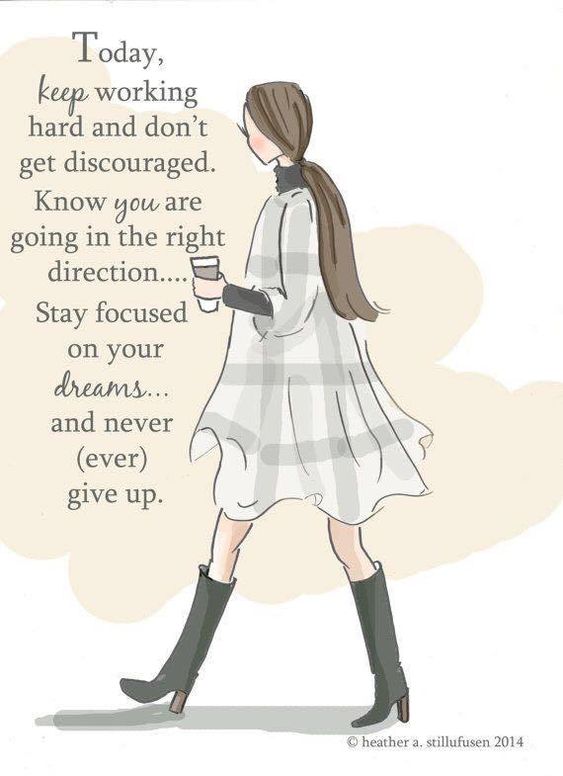 Today,
keep working
hard and don't
get discouraged.
Know you are
going in the right
direction....
Stay focused
on your
dreams...
and never
(ever)
give up.
© heather a. stillufusen 2014